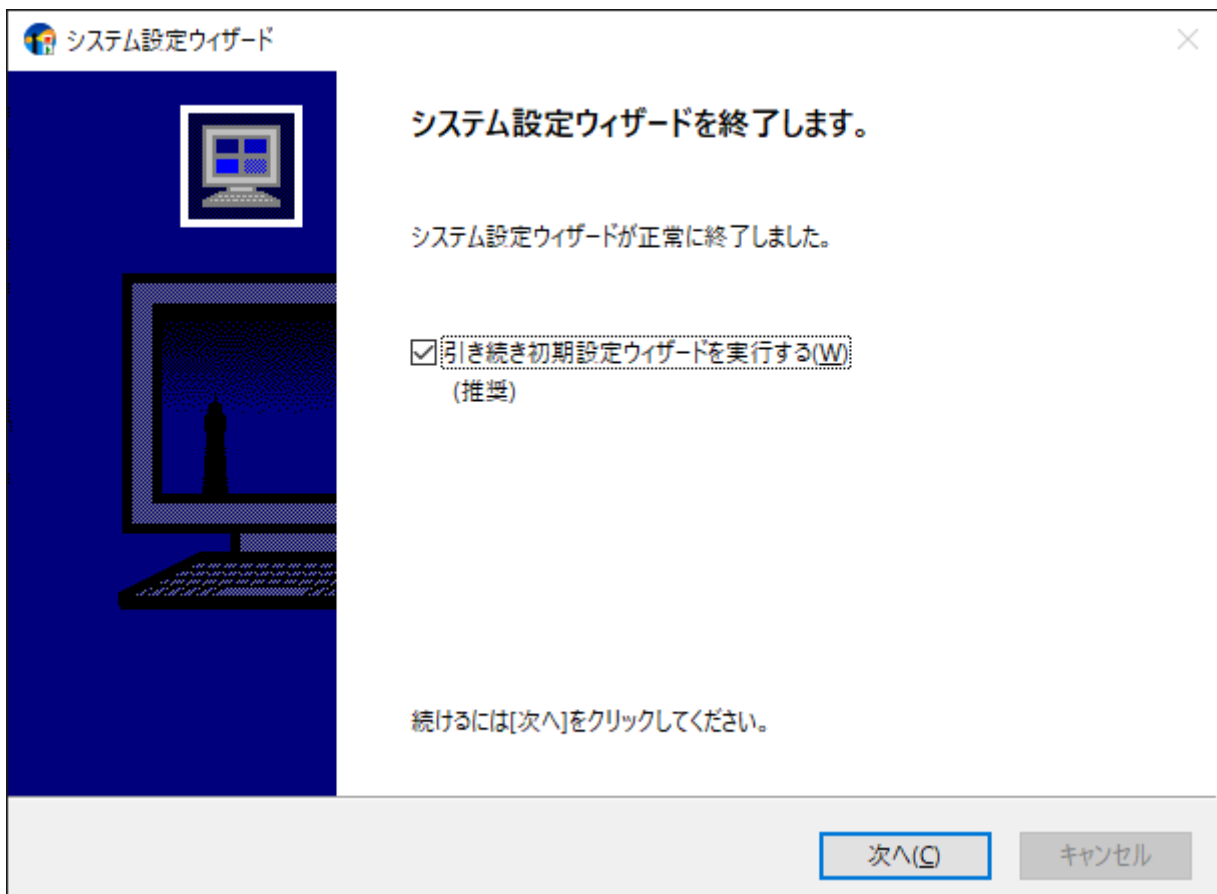 システム設定ウィザード
システム設定ウィザードを終了します。
システム設定ウィザードが正常に終了しました。
引き続き初期設定ウィザードを実行する(W)
(推奨)
続けるには[次へ]をクリックしてください。
次へ(C)
キャンセル